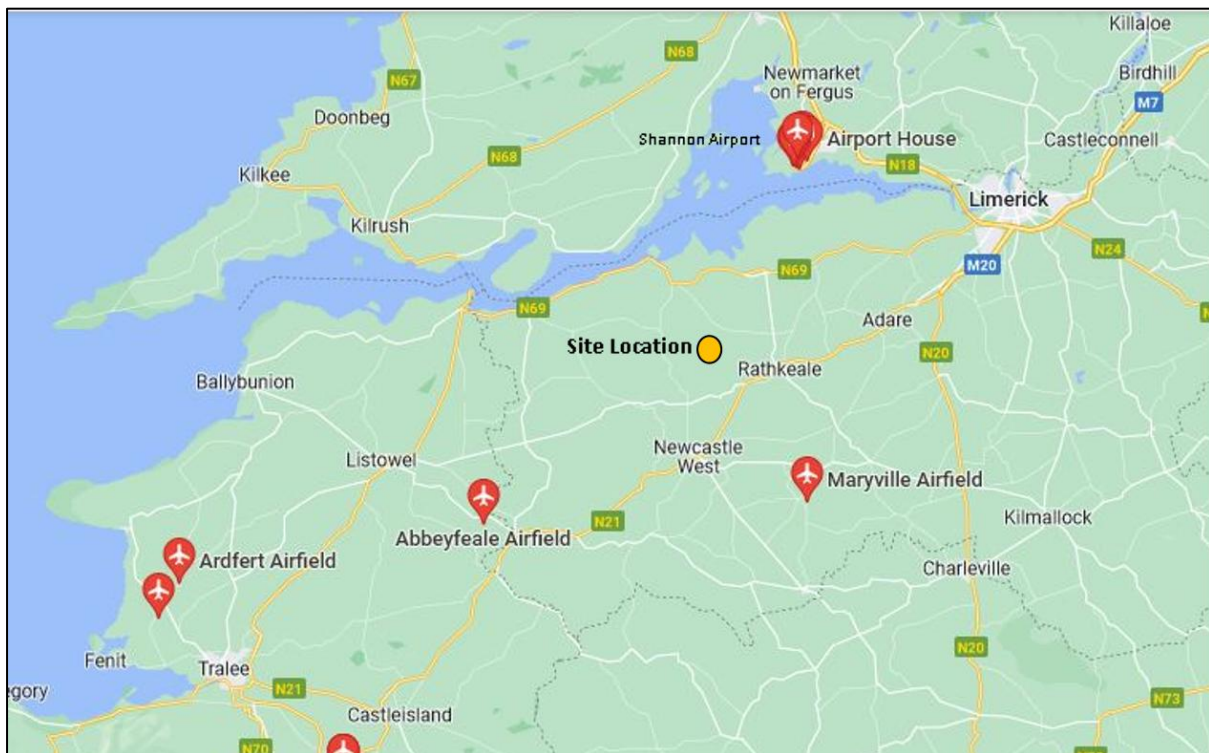 Killaloe
N68
Newmarket
on Fergus
Birdhill
N67
M7
Doonbeg
Shannon Airport
Airport House
Castleconnell
N68
N18
Kilkee
Limerick
Kilrush
N24
M20
N69
N69
Adare
Site Location
N20
Rathkeale
Ballybunion
Newcastle
West
Listowel
Maryville Airfield
Abbeyfeale Airfield
N21
Kilmallock
Ardfert Airfield
Charleville
Fenit
Tralee
N20
egory
N21
N73
Castleisland
N70